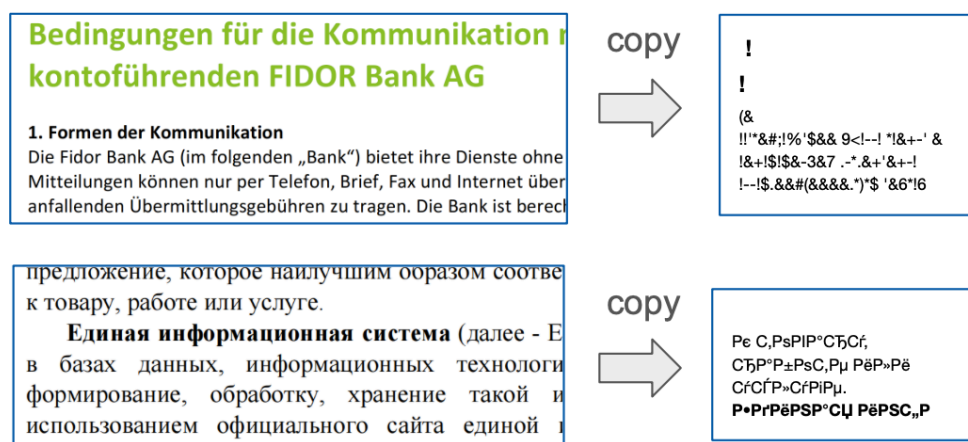 Bedingungen für die Kommunikation
kontoführenden FIDOR Bank AG
1. Formen der Kommunikation
Die Fidor Bank AG (im folgenden „Bank“) bietet ihre Dienste ohne
Mitteilungen können nur per Telefon, Brief, Fax und Internet über
anfallenden Übermittlungsgebühren zu tragen. Die Bank ist berec
copy
!
!
(&
!!'*&#;!%'$&& 9<!--! *!&+-' &
!&+!$!$&-3&7 .-*.&+'&+-!
!--!$.&&#(&&&&.*)*$ '&6*!6
предложение, которое наилучшим образом соотве
к товару, работе или услуге.
Единая информационная система (далее - Е
в базах данных, информационных технологи
формирование, обработку, хранение такой и
использованием официального сайта единой
copy
Рє С‚РѕРІР°СЂСѓ,
СЂР°Р±РѕС‚Рµ РёР»Рё
СѓСЃР»СѓРіРµ.
Р•РґРёРЅР°СЏ РёРЅС„Р